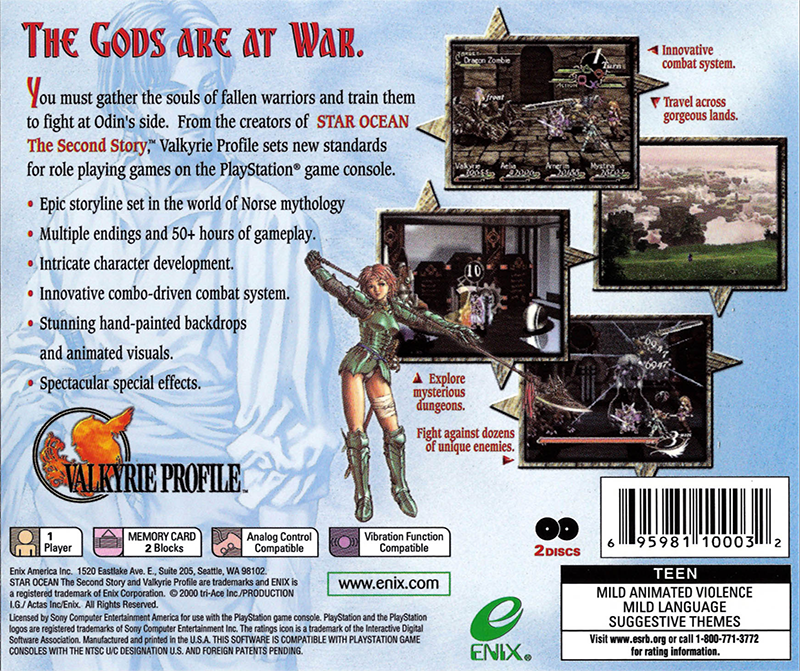 THE GODS ARE AT WAR.
You must gather the souls of fallen warriors and train them
to fight at Odin's side. From the creators of STAR OCEAN
The Second Story,™ Valkyrie Profile sets new standards
for role playing games on the PlayStation® game console.
• Epic storyline set in the world of Norse mythology
• Multiple endings and 50+ hours of gameplay.
• Intricate character development.
• Innovative combo-driven combat system.
• Stunning hand-painted backdrops
and animated visuals.
• Spectacular special effects.
Innovative
combat system.
Travel across
gorgeous lands.
Dragon Zombie
1
Turn
front
Valkyrie Aelia Arngrim Mystina
10
Explore
mysterious
dungeons.
6947
6947
3
Fight against dozens
of unique enemies.
VALKYRIE PROFILE™
1
Player
MEMORY CARD
2 Blocks
Analog Control
Compatible
Vibration Function
Compatible
2 DISCS
6 95981 10003 2
Enix America Inc. 1520 Eastlake Ave. E., Suite 205, Seattle, WA 98102.
STAR OCEAN The Second Story and Valkyrie Profile are trademarks and ENIX is
a registered trademark of Enix Corporation. © 2000 tri-Ace Inc./PRODUCTION
I.G./ Actas Inc/Enix. All Rights Reserved.
www.enix.com
Licensed by Sony Computer Entertainment America for use with the PlayStation game console. PlayStation and the PlayStation
logos are registered trademarks of Sony Computer Entertainment Inc. The ratings icon is a trademark of the Interactive Digital
Software Association. Manufactured and printed in the U.S.A. THIS SOFTWARE IS COMPATIBLE WITH PLAYSTATION GAME
CONSOLES WITH THE NTSC U/C DESIGNATION. U.S. AND FOREIGN PATENTS PENDING.
ENIX®
TEEN
MILD ANIMATED VIOLENCE
MILD LANGUAGE
SUGGESTIVE THEMES
Visit www.esrb.org or call 1-800-771-3772
for rating information.